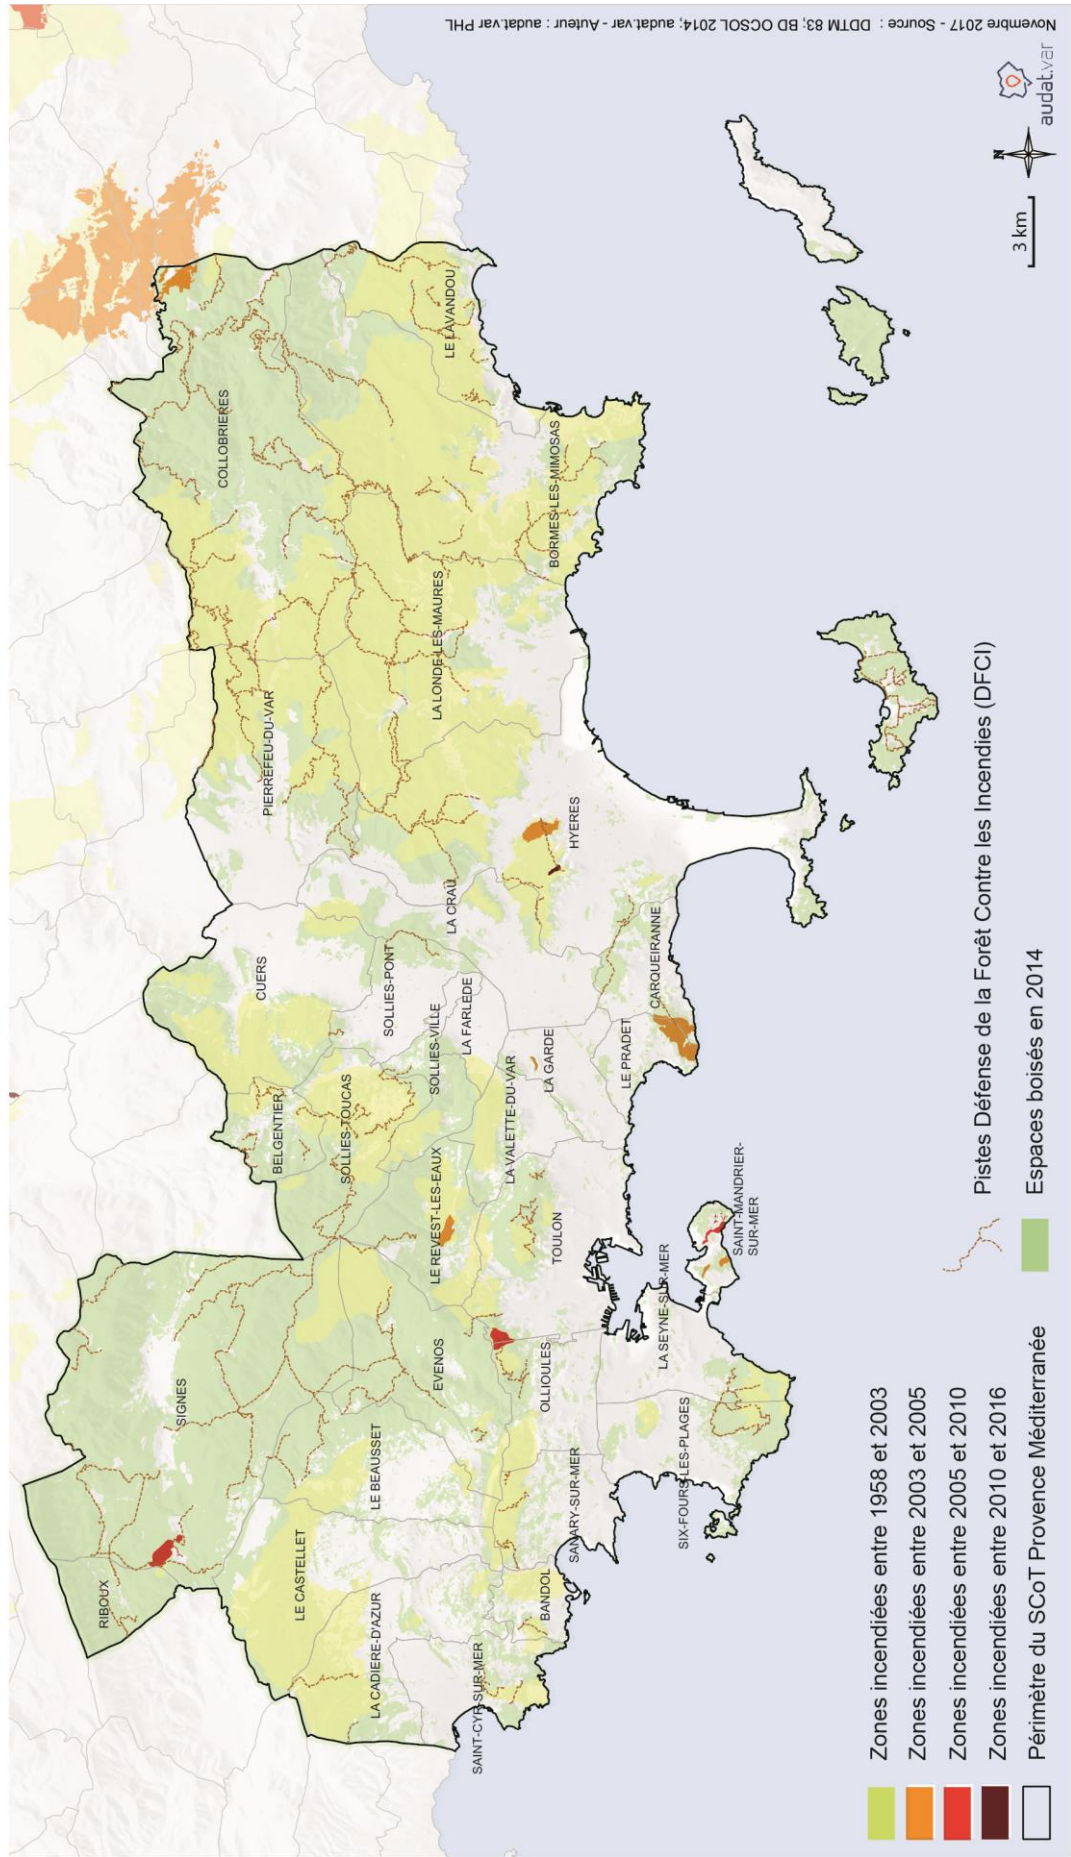 RIBOUX
SIGNES
LE CASTELLET
LE BEAUSSET
LA CADIERE-D'AZUR
SAINT-CYR-SUR-MER
BANDOL
SANARY-SUR-MER
EVENOS
OLLIOULES
SIX-FOURS-LES-PLAGES
LA SEYNE-SUR-MER
SAINT-MANDRIER-
SUR-MER
TOULON
LE REVEST-LES-EAUX
LA VALETTE-DU-VAR
BELGENTIER
SOLLIES-TOUCAS
SOLLIES-VILLE
LA FARLEDE
LA GARDE
LE PRADET
CUERS
SOLLIES-PONT
LA CRAU
CARQUEIRANNE
HYERES
PIERREFEU-DU-VAR
LA LONDE-LES-MAURES
COLLOBRIERES
BORMES-LES-MIMOSAS
LE LAVANDOU
Zones incendiées entre 1958 et 2003
Zones incendiées entre 2003 et 2005
Zones incendiées entre 2005 et 2010
Zones incendiées entre 2010 et 2016
Périmètre du SCoT Provence Méditerranée
Pistes Défense de la Forêt Contre les Incendies (DFCI)
Espaces boisés en 2014
3 km
N
audat.var
Novembre 2017 - Source : DDTM 83; BD OCSOL 2014; audat.var - Auteur : audat.var PHL